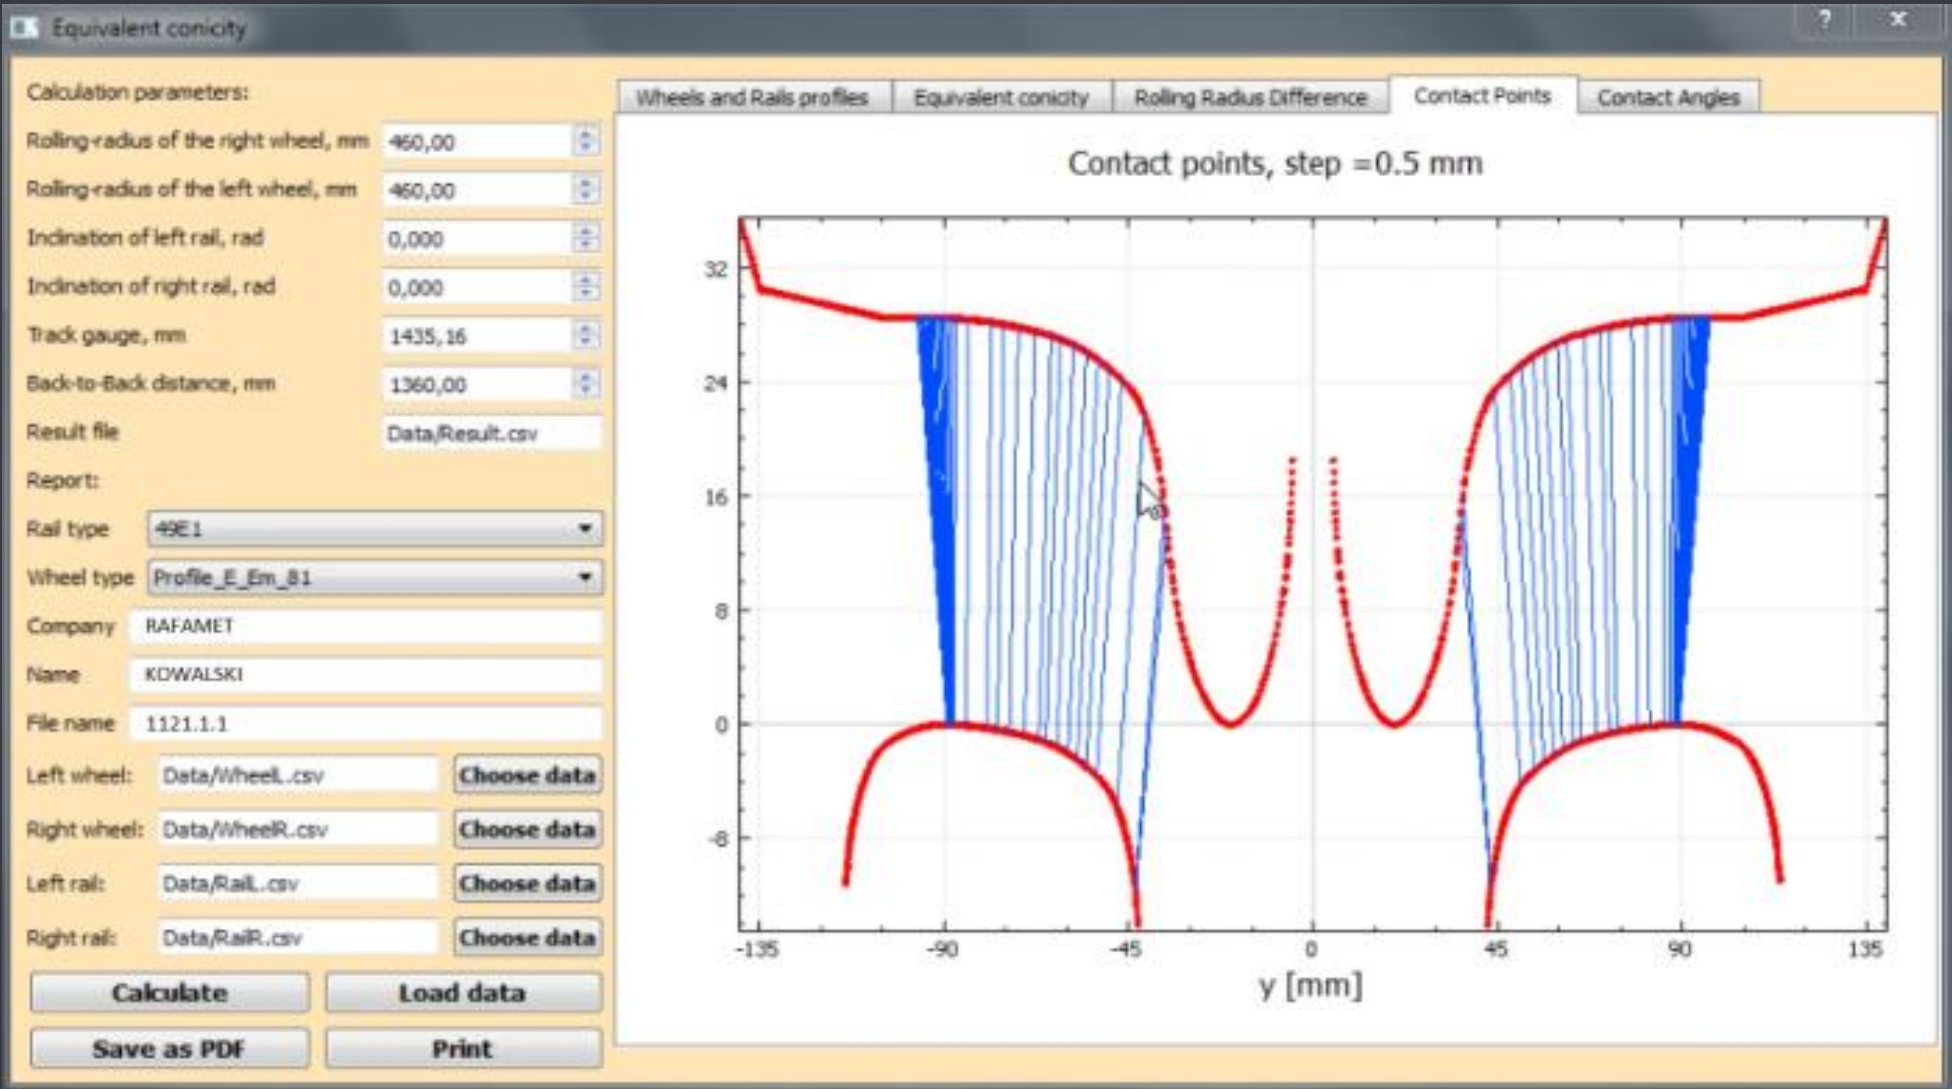 Equivalent conicity
?
Calculation parameters:
Rolling-radius of the right wheel, mm 460,00
Rolling-radius of the left wheel, mm 460,00
Inclination of left rail, rad 0,000
Inclination of right rail, rad 0,000
Track gauge, mm 1435,16
Back-to-Back distance, mm 1360,00
Result file Data/Result.csv
Report:
Rail type 49E1
Wheel type Profile_E_Em_81
Company RAFAMET
Name KOWALSKI
File name 1121.1.1
Left wheel: Data/WheelL.csv Choose data
Right wheel: Data/WheelR.csv Choose data
Left rail: Data/RailL.csv Choose data
Right rail: Data/RailR.csv Choose data
Calculate Load data
Save as PDF Print
Wheels and Rails profiles Equivalent conicity Rolling Radius Difference Contact Points Contact Angles
Contact points, step =0.5 mm
32
24
16
8
0
-8
-135 -90 -45 0 45 90 135
y [mm]